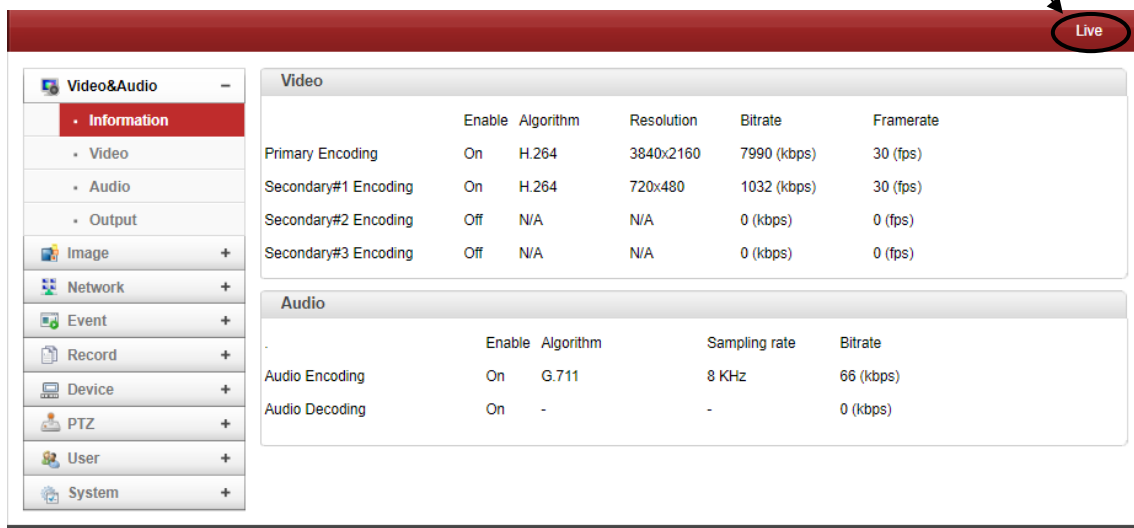 Live
Video&Audio −
Information
Video
Audio
Output
Image +
Network +
Event +
Record +
Device +
PTZ +
User +
System +
Video
Enable Algorithm Resolution Bitrate Framerate
Primary Encoding On H.264 3840x2160 7990 (kbps) 30 (fps)
Secondary#1 Encoding On H.264 720x480 1032 (kbps) 30 (fps)
Secondary#2 Encoding Off N/A N/A 0 (kbps) 0 (fps)
Secondary#3 Encoding Off N/A N/A 0 (kbps) 0 (fps)
Audio
. Enable Algorithm Sampling rate Bitrate
Audio Encoding On G.711 8 KHz 66 (kbps)
Audio Decoding On - - 0 (kbps)